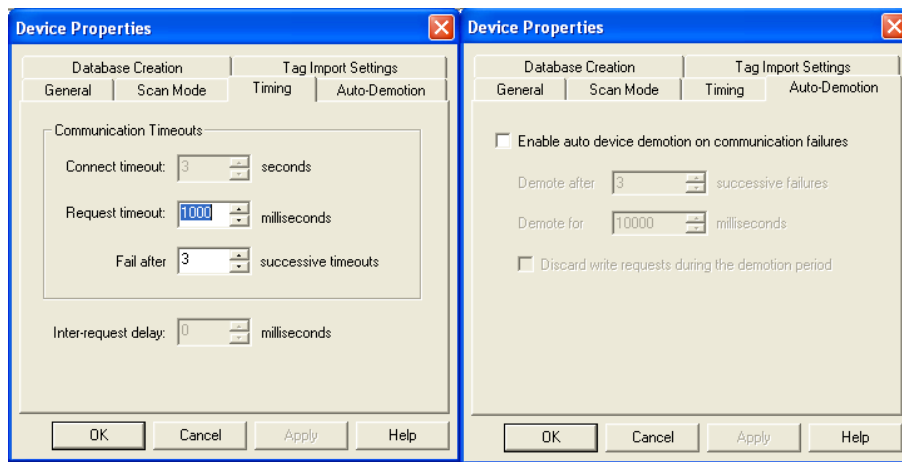 Device Properties
Database Creation Tag Import Settings
General Scan Mode Timing Auto-Demotion
Communication Timeouts
Connect timeout: 3 seconds
Request timeout: 1000 milliseconds
Fail after 3 successive timeouts
Inter-request delay: 0 milliseconds
OK Cancel Apply Help
Device Properties
Database Creation Tag Import Settings
General Scan Mode Timing Auto-Demotion
Enable auto device demotion on communication failures
Demote after 3 successive failures
Demote for 10000 milliseconds
Discard write requests during the demotion period
OK Cancel Apply Help